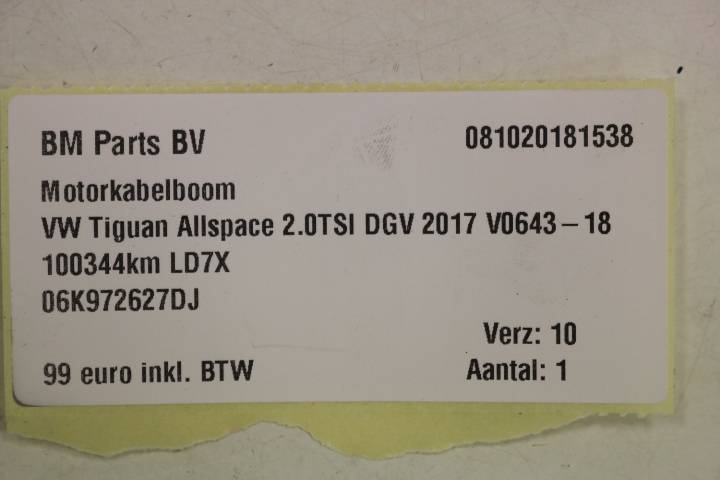 BM Parts BV 081020181538
Motorkabelboom
VW Tiguan Allspace 2.0TSI DGV 2017 V0643-18
100344km LD7X
06K972627DJ
Verz: 10
99 euro inkl. BTW Aantal: 1